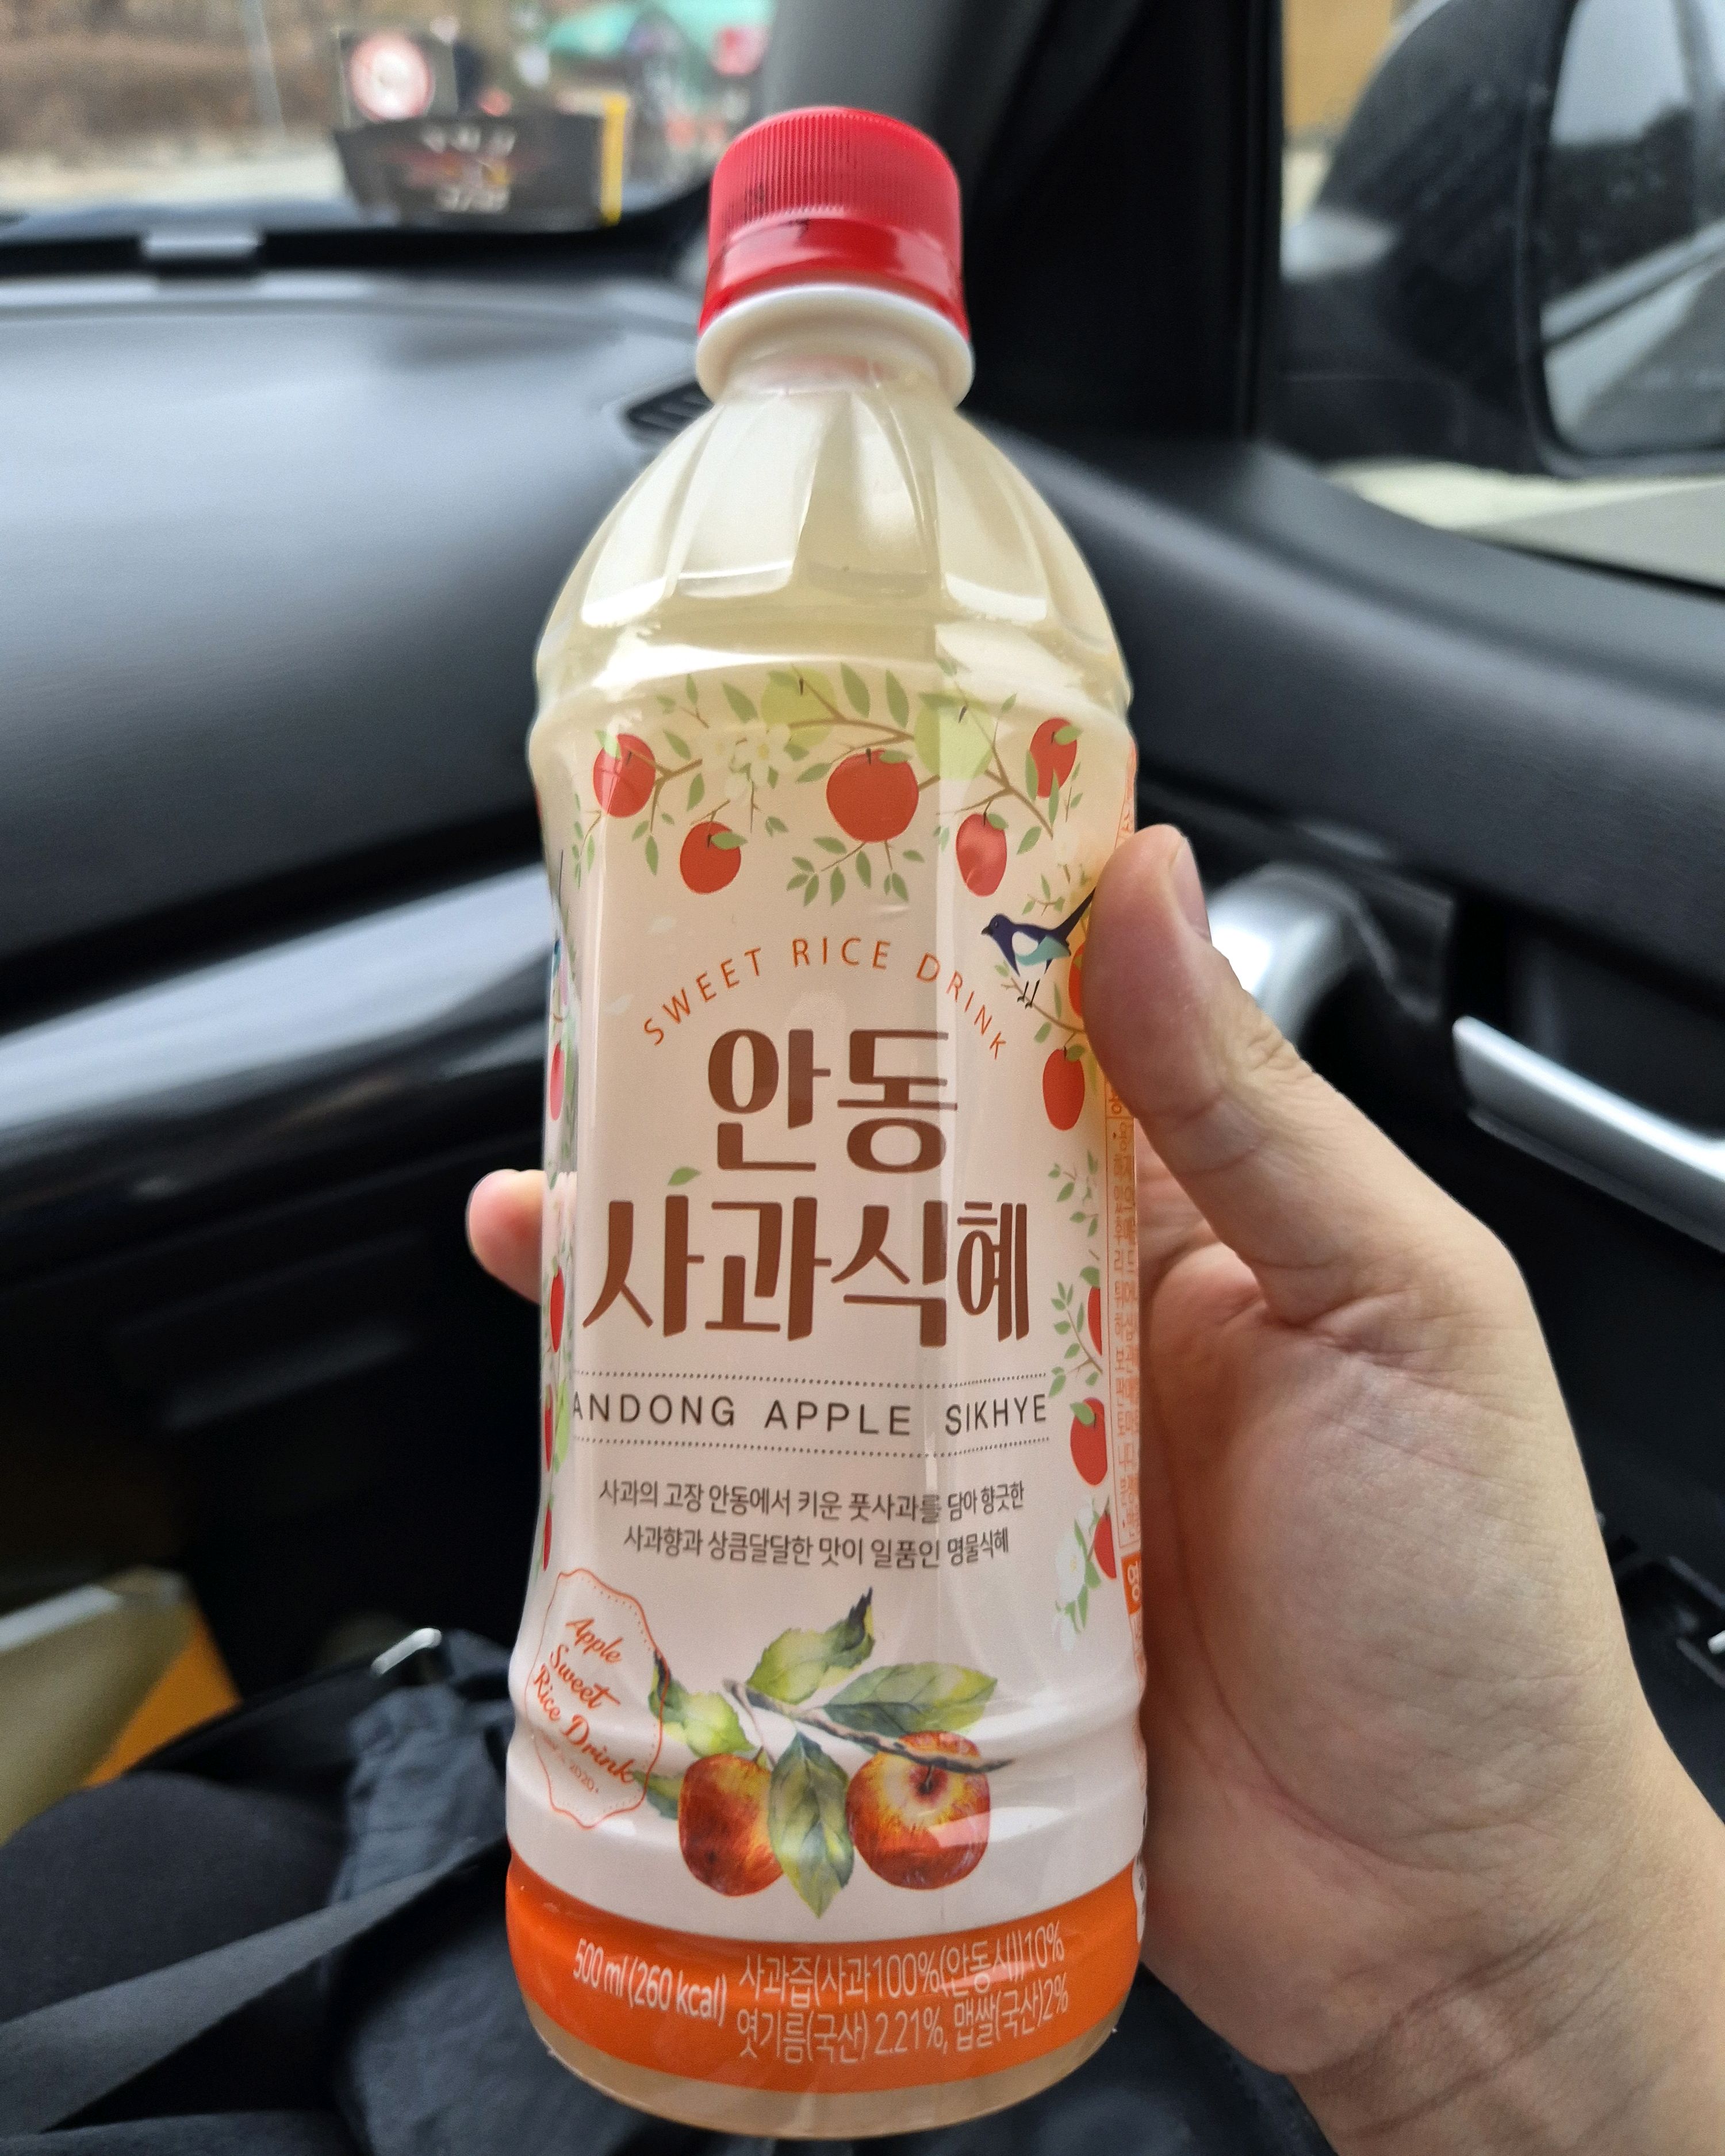 SWEET RICE DRINK
안동
사과식혜
ANDONG APPLE SIKHYE
사과의 고장 안동에서 키운 풋사과를 담아 향긋한
사과향과 상큼달달한 맛이 일품인 명물식혜
Apple
Sweet
Rice Drink
2020
500 ml (260 kcal)
사과즙(사과100%(안동시))10%
엿기름(국산) 2.21%, 멥쌀(국산)2%